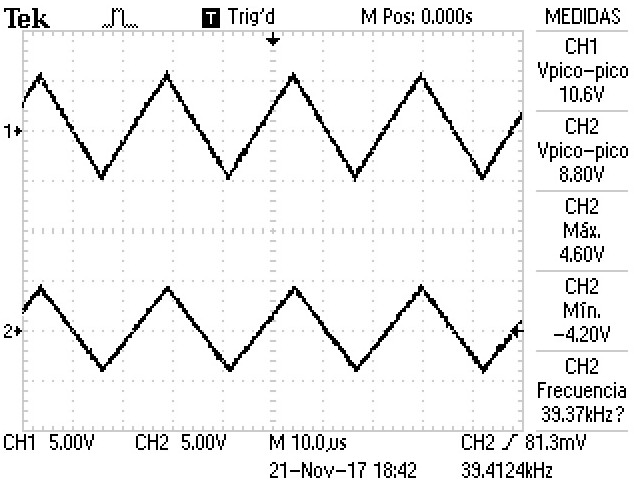 Tek T Trig'd M Pos: 0.000s MEDIDAS
CH1
Vpico-pico
10.6V
CH2
Vpico-pico
8.80V
CH2
Máx.
4.60V
CH2
Mín.
-4.20V
CH2
Frecuencia
39.37kHz?
1
2
CH1 5.00V CH2 5.00V M 10.0µs CH2 81.3mV
21-Nov-17 18:42 39.4124kHz